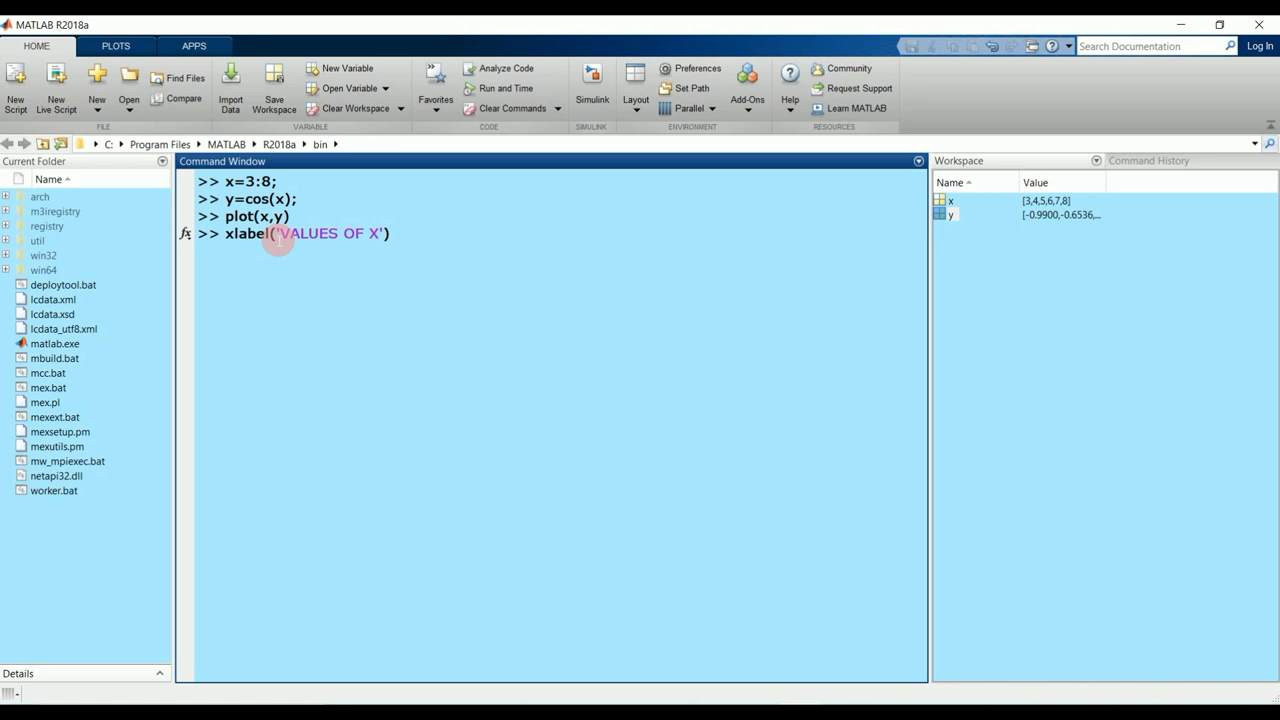 MATLAB R2018a
HOME PLOTS APPS
Search Documentation Log In
New Script
New Live Script
New
Open
Find Files
Compare
Import Data
Save Workspace
New Variable
Open Variable
Clear Workspace
Favorites
Analyze Code
Run and Time
Clear Commands
Simulink
Layout
Preferences
Set Path
Parallel
Add-Ons
Help
Community
Request Support
Learn MATLAB
FILE VARIABLE CODE SIMULINK ENVIRONMENT RESOURCES
C: Program Files MATLAB R2018a bin
Current Folder
Name
arch
m3iregistry
registry
util
win32
win64
deploytool.bat
lcdata.xml
lcdata.xsd
lcdata_utf8.xml
matlab.exe
mbuild.bat
mcc.bat
mex.bat
mex.pl
mexext.bat
mexsetup.pm
mexutils.pm
mw_mpiexec.bat
netapi32.dll
worker.bat
Details
Command Window
>> x=3:8;
>> y=cos(x);
>> plot(x,y)
fx >> xlabel('VALUES OF X')
Workspace Command History
Name Value
x [3,4,5,6,7,8]
y [-0.9900,-0.6536,...